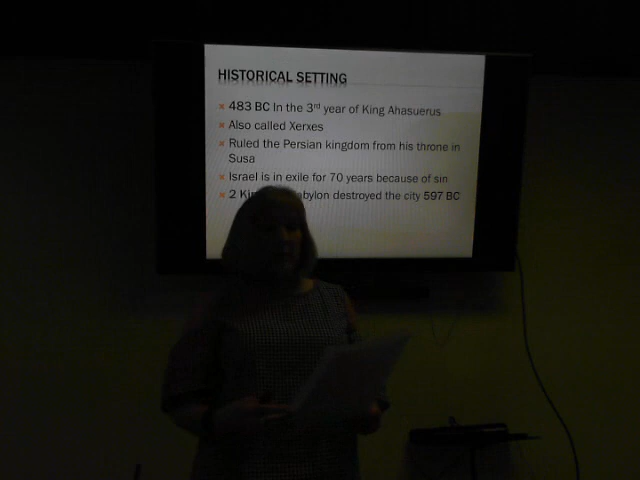 HISTORICAL SETTING
483 BC In the 3rd year of King Ahasuerus
Also called Xerxes
Ruled the Persian kingdom from his throne in
Susa
Israel is in exile for 70 years because of sin
2 destroyed the city 597 BC